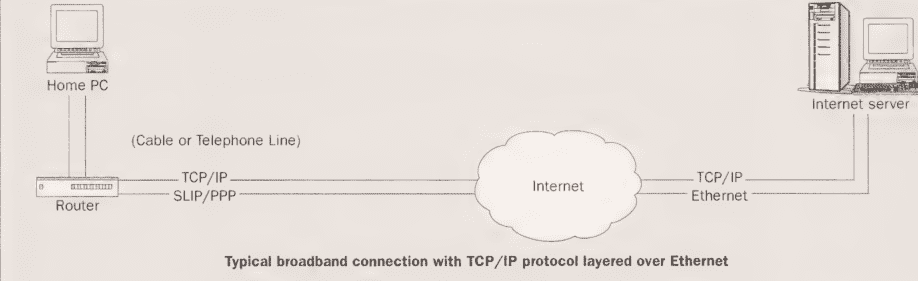 Home PC
Internet server
(Cable or Telephone Line)
TCP/IP
SLIP/PPP
Router
Internet
TCP/IP
Ethernet
Typical broadband connection with TCP/IP protocol layered over Ethernet